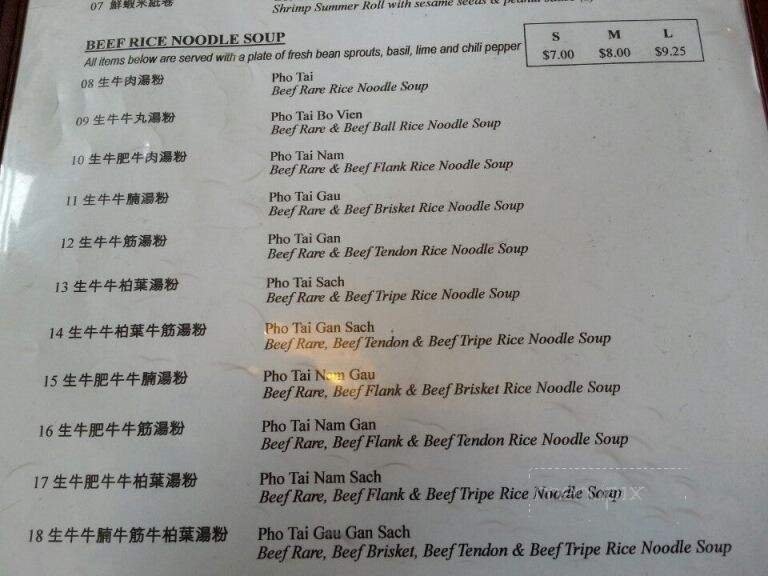 07 鮮蝦米紙卷
Shrimp Summer Roll with sesame seeds & peanut sauce
BEEF RICE NOODLE SOUP
All items below are served with a plate of fresh bean sprouts, basil, lime and chili pepper
S M L
$7.00 $8.00 $9.25
08 生牛肉湯粉 Pho Tai
Beef Rare Rice Noodle Soup
09 生牛牛丸湯粉 Pho Tai Bo Vien
Beef Rare & Beef Ball Rice Noodle Soup
10 生牛肥牛肉湯粉 Pho Tai Nam
Beef Rare & Beef Flank Rice Noodle Soup
11 生牛牛腩湯粉 Pho Tai Gau
Beef Rare & Beef Brisket Rice Noodle Soup
12 生牛牛筋湯粉 Pho Tai Gan
Beef Rare & Beef Tendon Rice Noodle Soup
13 生牛牛柏葉湯粉 Pho Tai Sach
Beef Rare & Beef Tripe Rice Noodle Soup
14 生牛牛柏葉牛筋湯粉 Pho Tai Gan Sach
Beef Rare, Beef Tendon & Beef Tripe Rice Noodle Soup
15 生牛肥牛牛腩湯粉 Pho Tai Nam Gau
Beef Rare, Beef Flank & Beef Brisket Rice Noodle Soup
16 生牛肥牛牛筋湯粉 Pho Tai Nam Gan
Beef Rare, Beef Flank & Beef Tendon Rice Noodle Soup
17 生牛肥牛牛柏葉湯粉 Pho Tai Nam Sach
Beef Rare, Beef Flank & Beef Tripe Rice Noodle Soup
18 生牛牛腩牛筋牛柏葉湯粉 Pho Tai Gau Gan Sach
Beef Rare, Beef Brisket, Beef Tendon & Beef Tripe Rice Noodle Soup